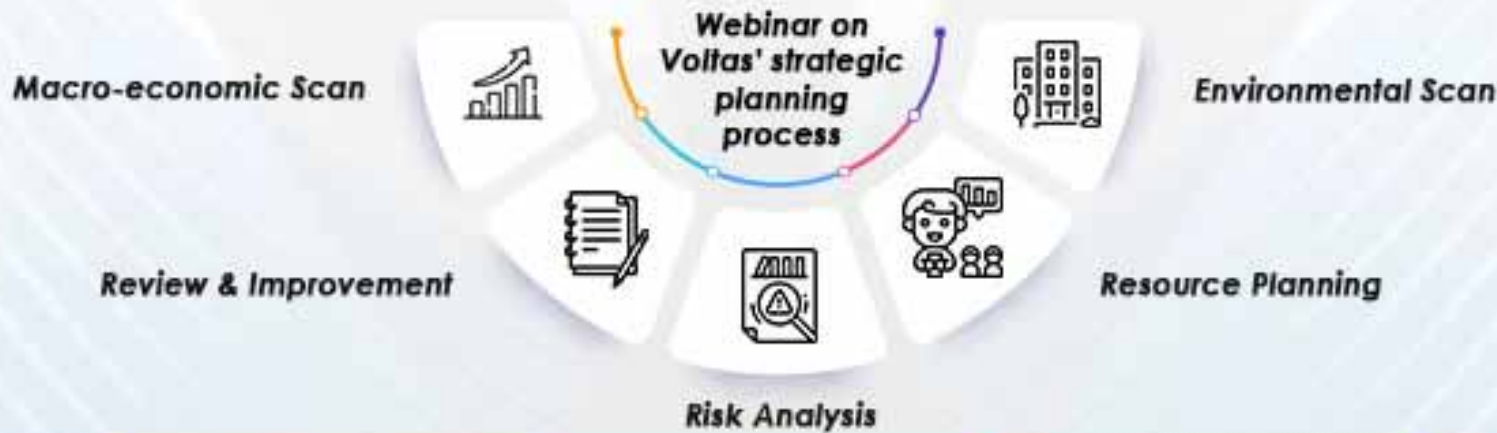 Webinar on
Voltas' strategic
planning
process
Macro-economic Scan
Environmental Scan
Review & Improvement
Resource Planning
Risk Analysis